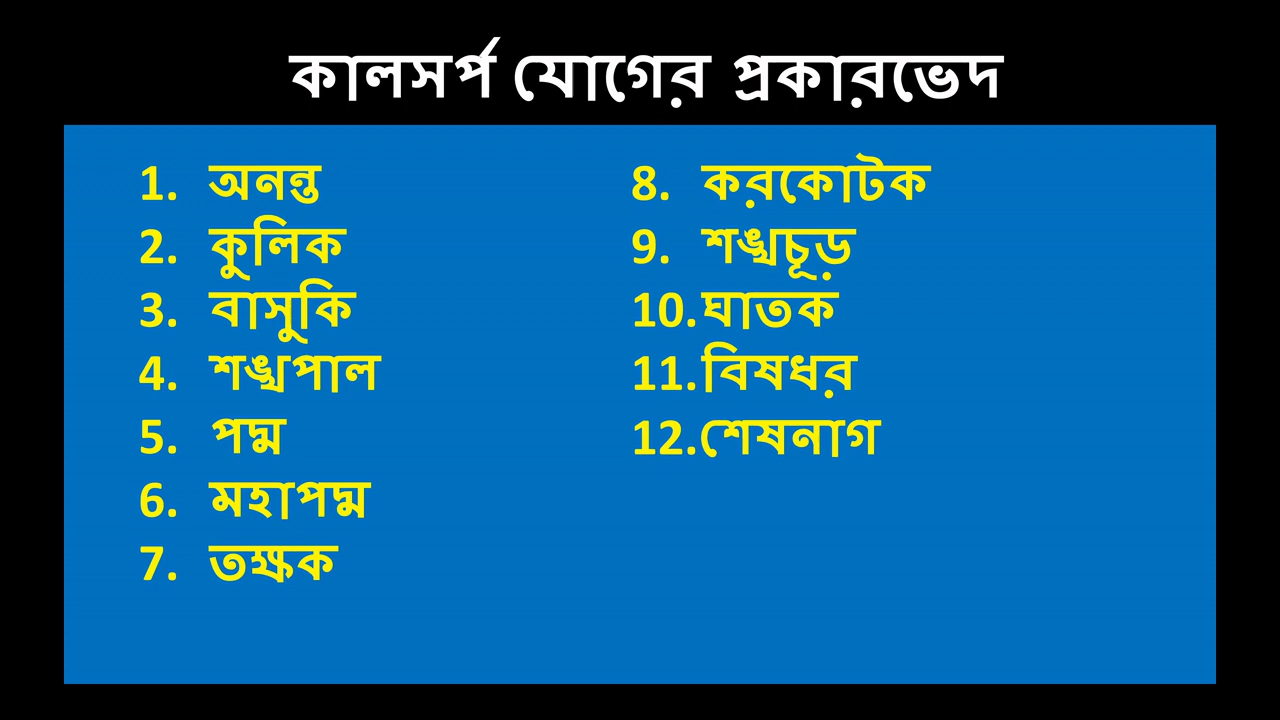 কালসর্প যোগের প্রকারভেদ
1. অনন্ত
2. কুলিক
3. বাসুকি
4. শঙ্খপাল
5. পদ্ম
6. মহাপদ্ম
7. তক্ষক
8. করকোটক
9. শঙ্খচূড়
10. ঘাতক
11. বিষধর
12. শেষনাগ